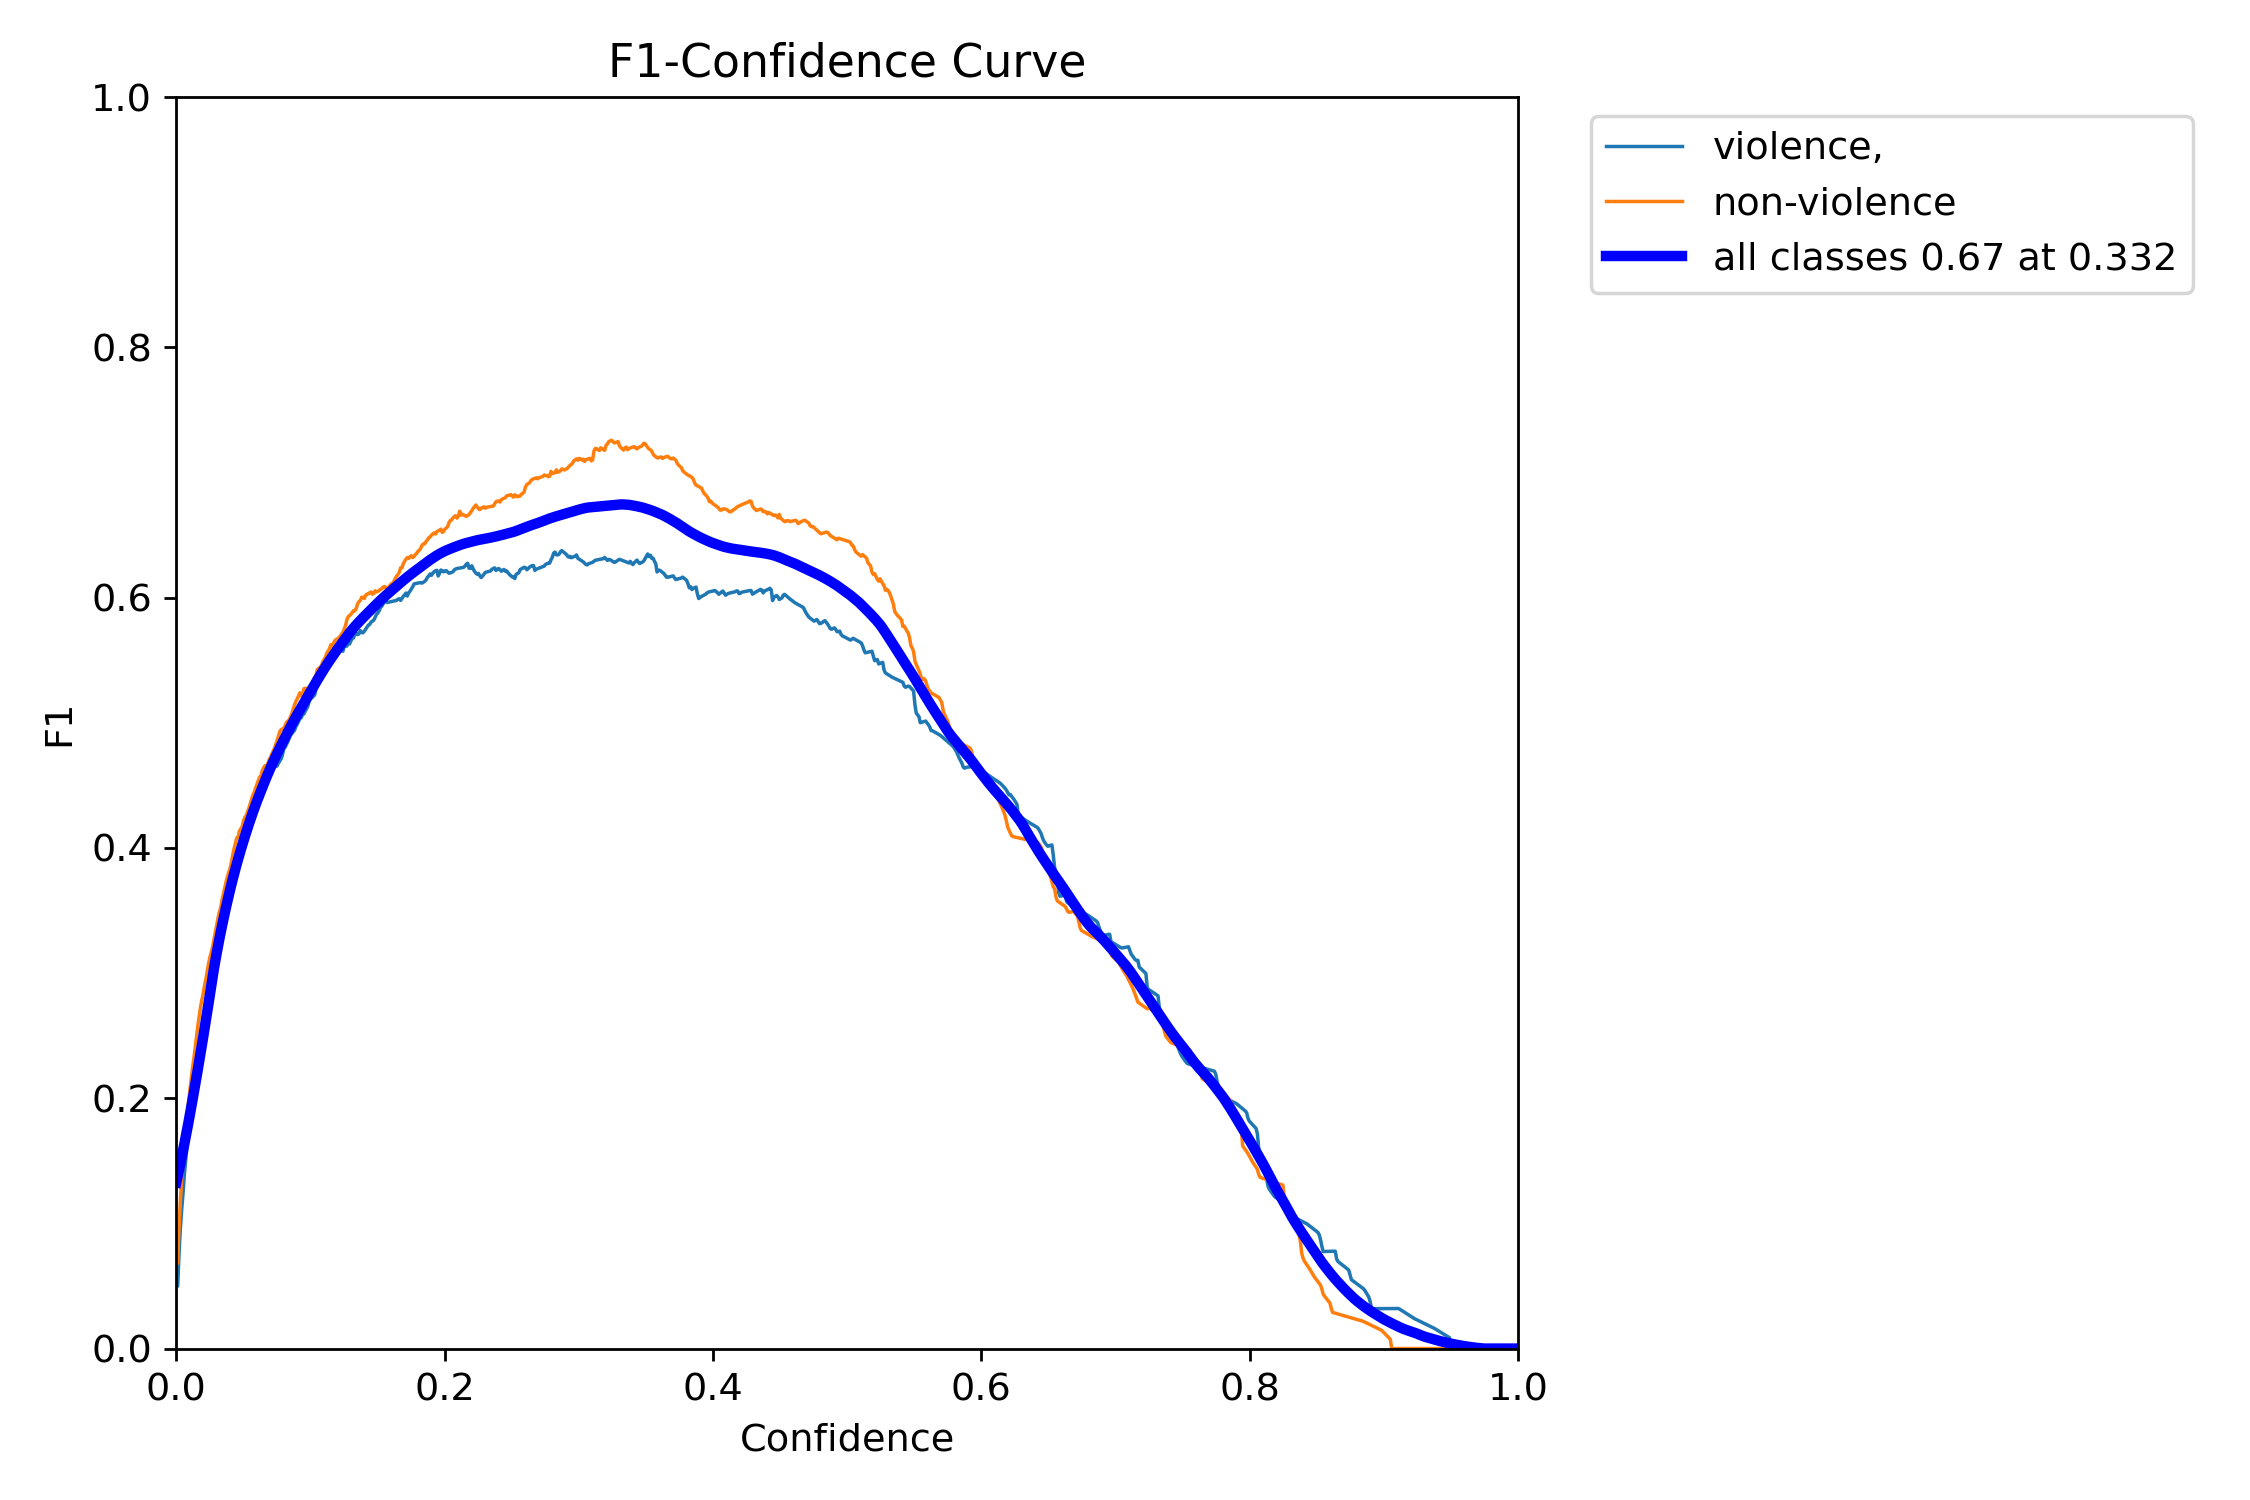 F1-Confidence Curve
1.0
0.8
0.6
0.4
0.2
0.0
F1
0.0 0.2 0.4 0.6 0.8 1.0
Confidence
violence,
non-violence
all classes 0.67 at 0.332